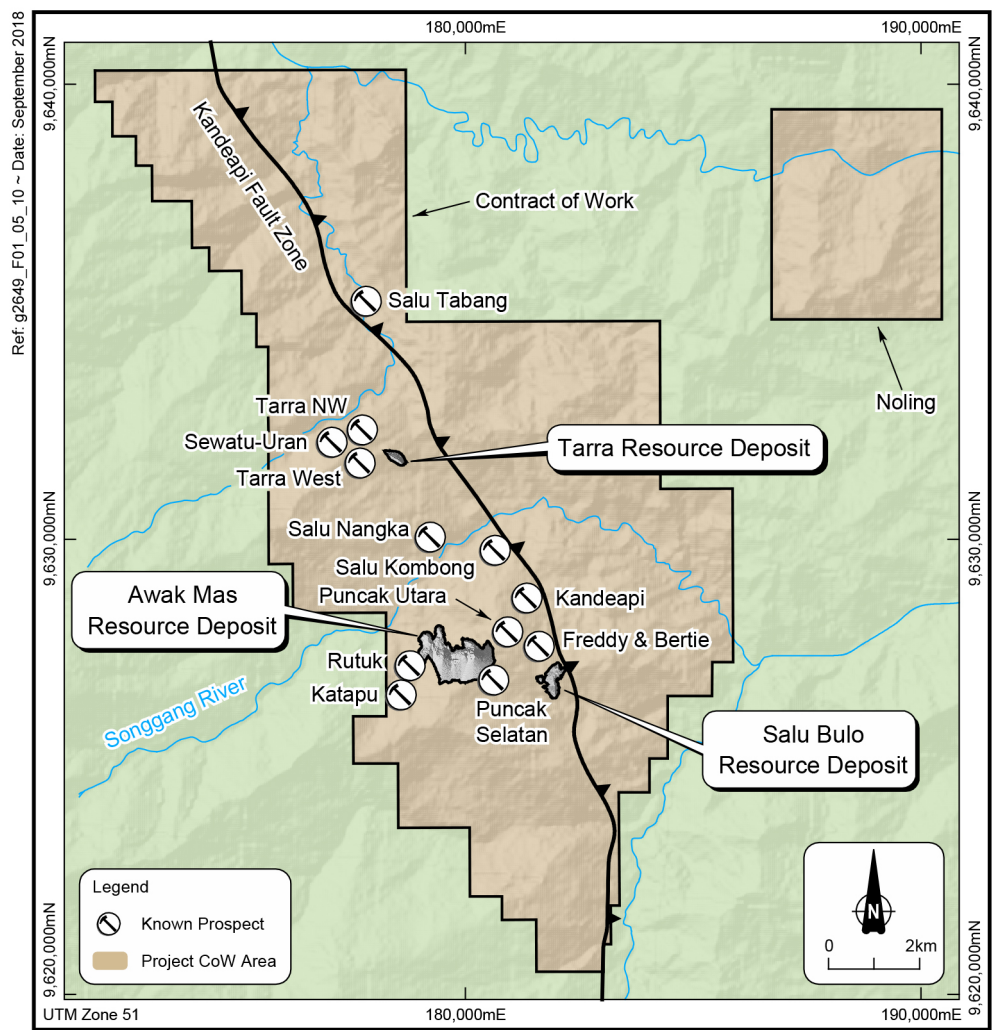 Ref: g2649_F01_05_10 ~ Date: September 2018
180,000mE
190,000mE
9,640,000mN
9,640,000mN
Kandeapi Fault Zone
Contract of Work
Salu Tabang
Noling
Tarra NW
Sewatu-Uran
Tarra West
Tarra Resource Deposit
Salu Nangka
9,630,000mN
9,630,000mN
Salu Kombong
Puncak Utara
Kandeapi
Awak Mas
Resource Deposit
Freddy & Bertie
Rutuk
Katapu
Puncak
Selatan
Songgang River
Salu Bulo
Resource Deposit
Legend
Known Prospect
Project CoW Area
N
0 2km
9,620,000mN
9,620,000mN
UTM Zone 51
180,000mE
190,000mE